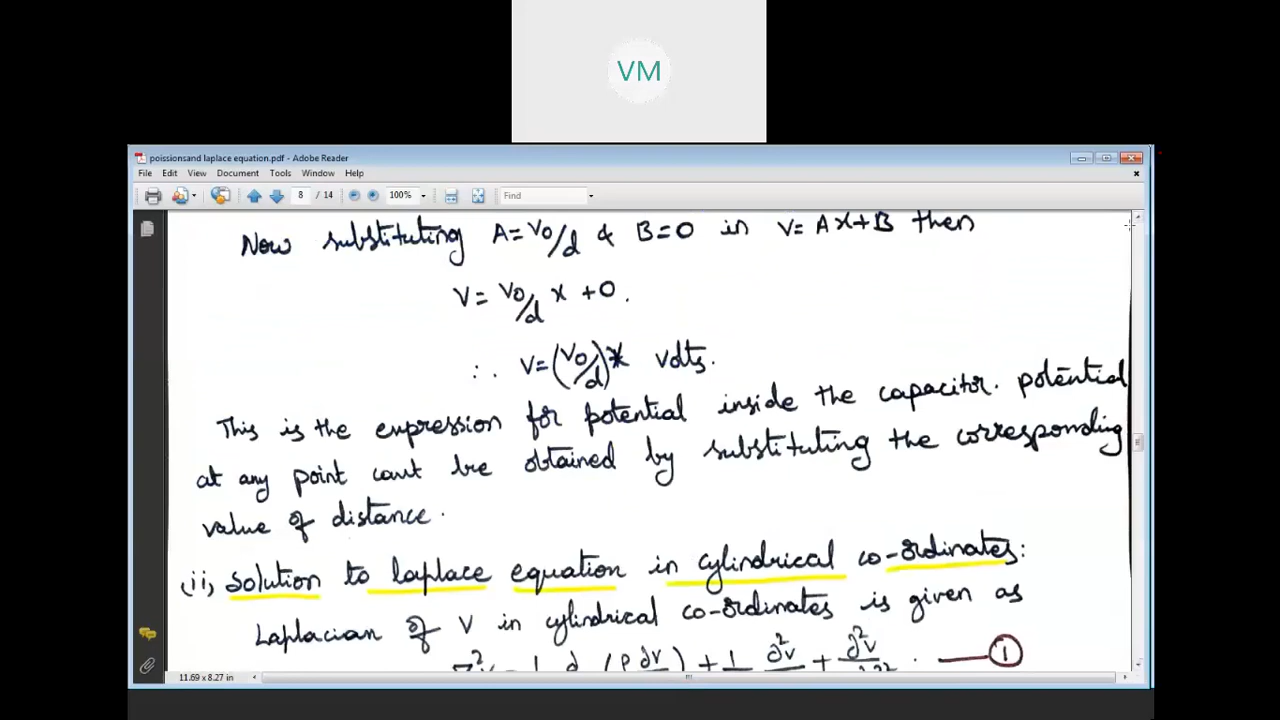 VM
poissionsand laplace equation.pdf - Adobe Reader
File Edit View Document Tools Window Help
8 / 14 100% Find
Now substituting A=V0/d & B=0 in V=AX+B then
V= V0/d x +0.
∴ V=(V0/d)x volts.
This is the expression for potential inside the capacitor. potential
at any point can't be obtained by substituting the corresponding
value of distance.
(ii) solution to laplace equation in cylindrical co-ordinates:
Laplacian of V in cylindrical co-ordinates is given as
①
11.69 x 8.27 in